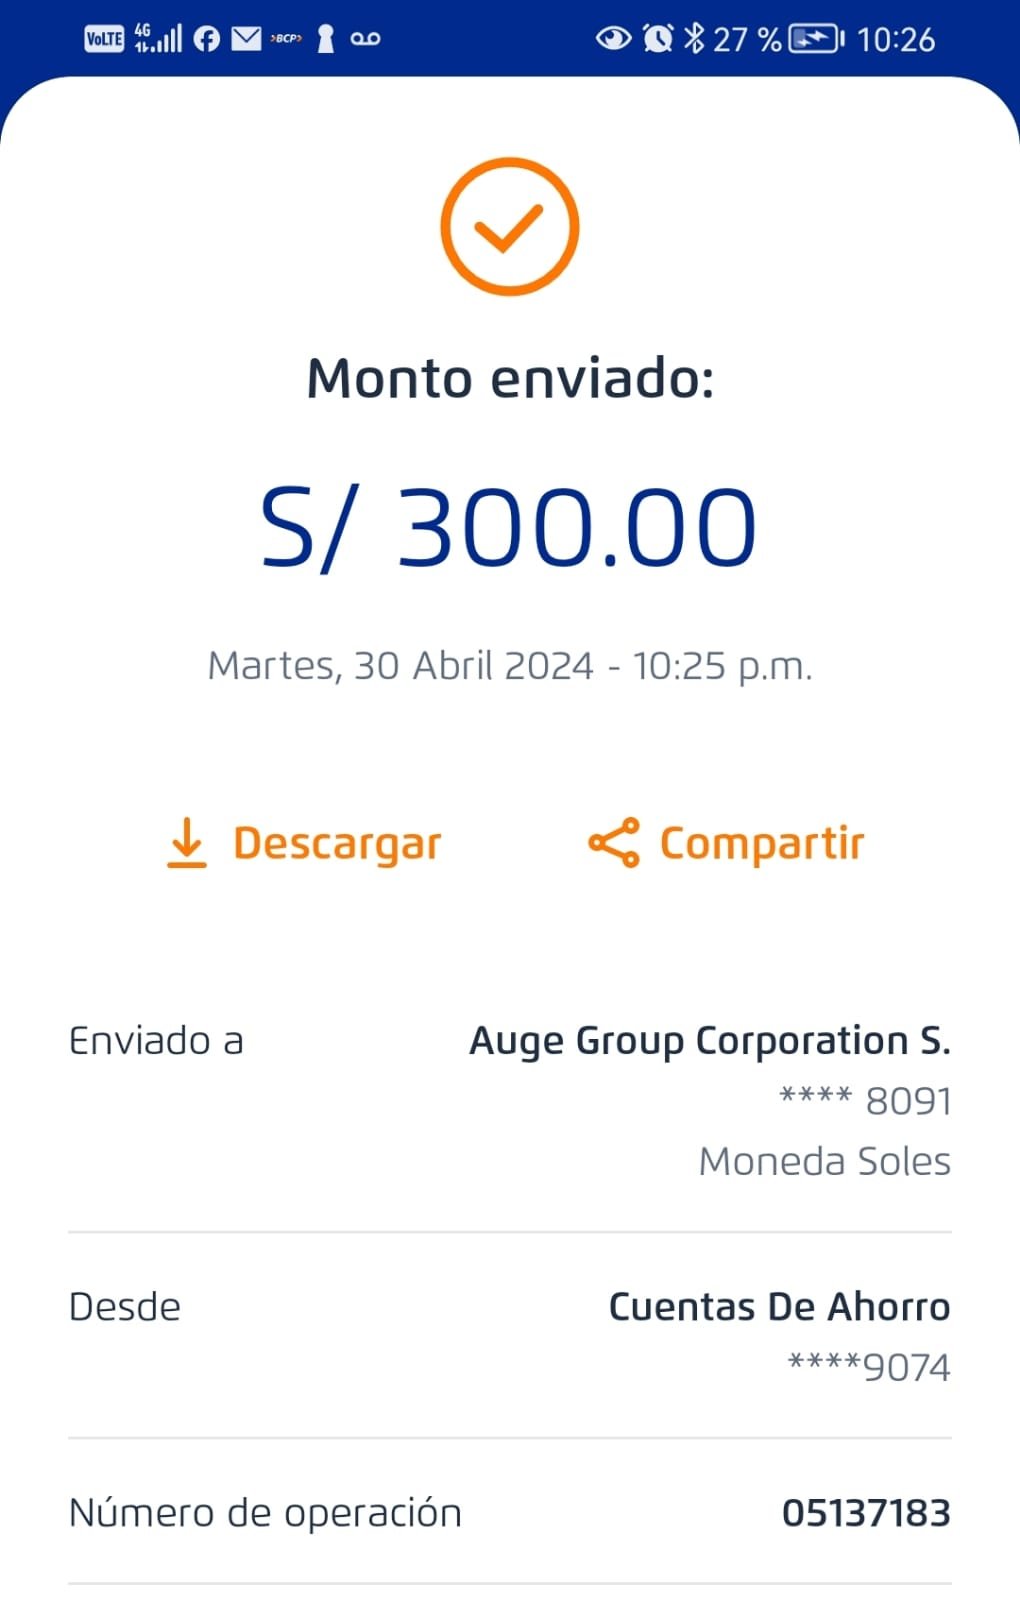 VoLTE 4G >BCP> 27 % 10:26
Monto enviado:
S/ 300.00
Martes, 30 Abril 2024 - 10:25 p.m.
Descargar Compartir
Enviado a Auge Group Corporation S.
**** 8091
Moneda Soles
Desde Cuentas De Ahorro
****9074
Número de operación 05137183